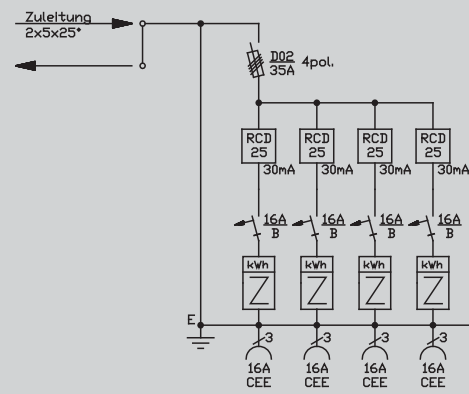 Zuleitung
2x5x25°
D02
35A
4pol.
RCD
25
30mA
RCD
25
30mA
RCD
25
30mA
RCD
25
30mA
16A
B
16A
B
16A
B
16A
B
kWh
Z
kWh
Z
kWh
Z
kWh
Z
E
3
3
3
3
16A
CEE
16A
CEE
16A
CEE
16A
CEE